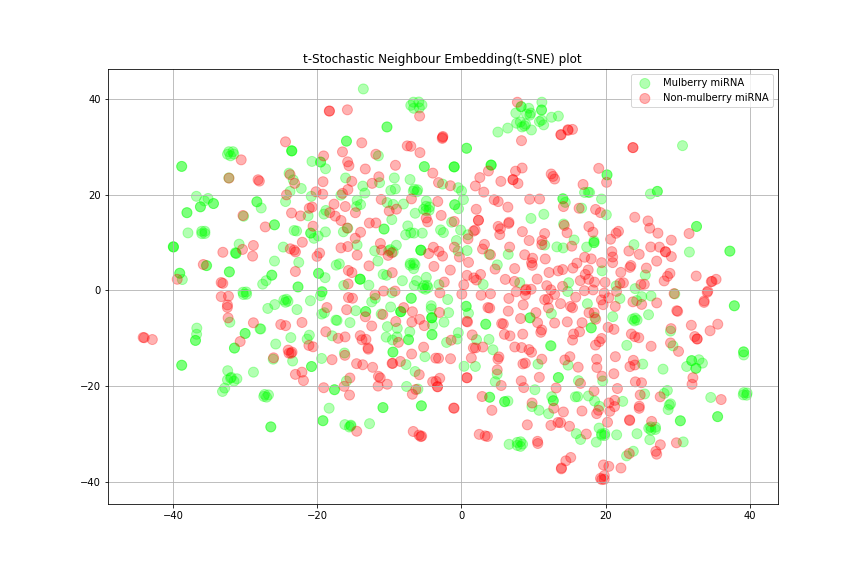 t-Stochastic Neighbour Embedding(t-SNE) plot
Mulberry miRNA
Non-mulberry miRNA
40
20
0
−20
−40
−40 −20 0 20 40